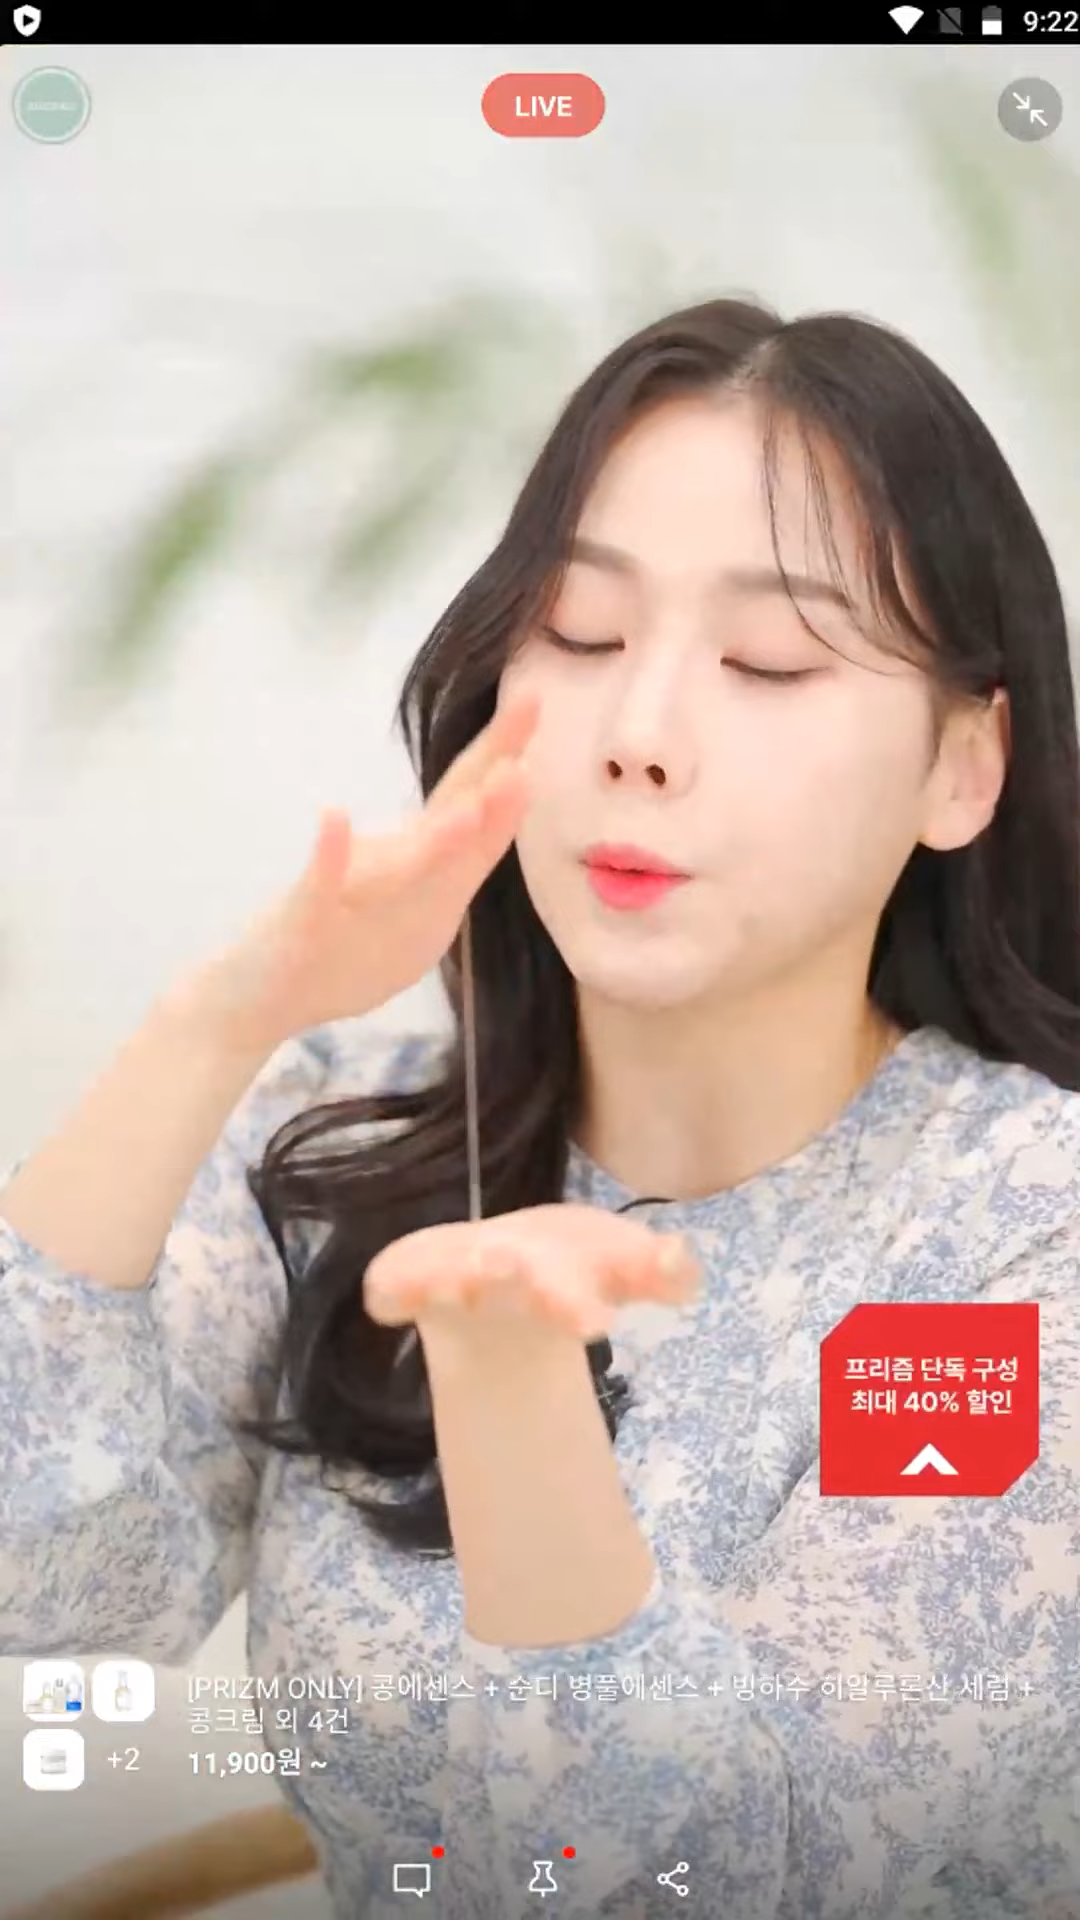 9:22
LIVE
프리즘 단독 구성
최대 40% 할인
[PRIZM ONLY] 콩에센스 + 순디 병풀에센스 + 빙하수 히알루론산 세럼 +
콩크림 외 4건
+2
11,900원 ~